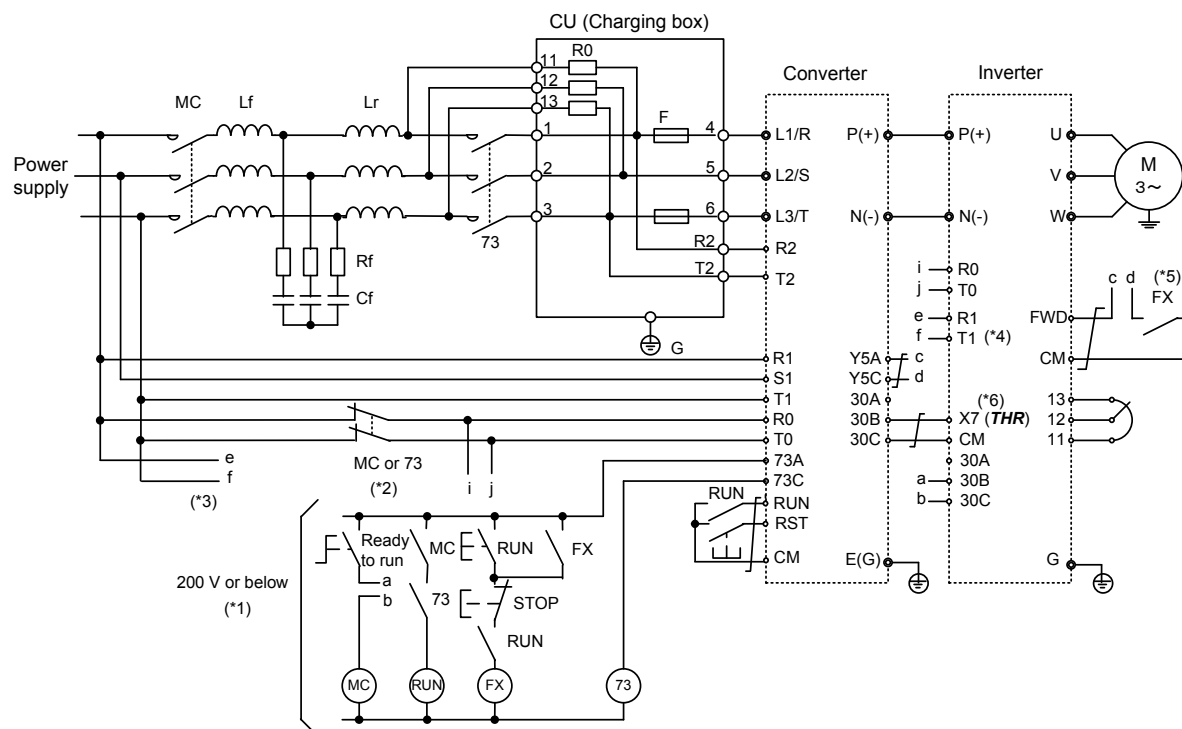 CU (Charging box)
11 R0
12
13
Converter
Inverter
MC
Lf
Lr
1
F
4
L1/R
P(+)
P(+)
U
Power
supply
2
5
L2/S
V
M
3~
3
6
L3/T
N(-)
N(-)
W
73
R2
R2
T2
T2
Rf
Cf
i
R0
j
T0
c d (*5)
FX
e
R1
f
T1 (*4)
FWD
G
CM
R1
Y5A
c
S1
Y5C
d
T1
30A
(*6)
13
R0
30B
X7 (THR)
12
T0
30C
CM
11
MC or 73
(*2)
73A
30A
e
f
(*3)
i j
73C
a
30B
b
30C
RUN
RUN
RST
CM
E(G)
G
Ready
to run
MC
RUN
FX
200 V or below
(*1)
a
b
73
STOP
RUN
MC
RUN
FX
73